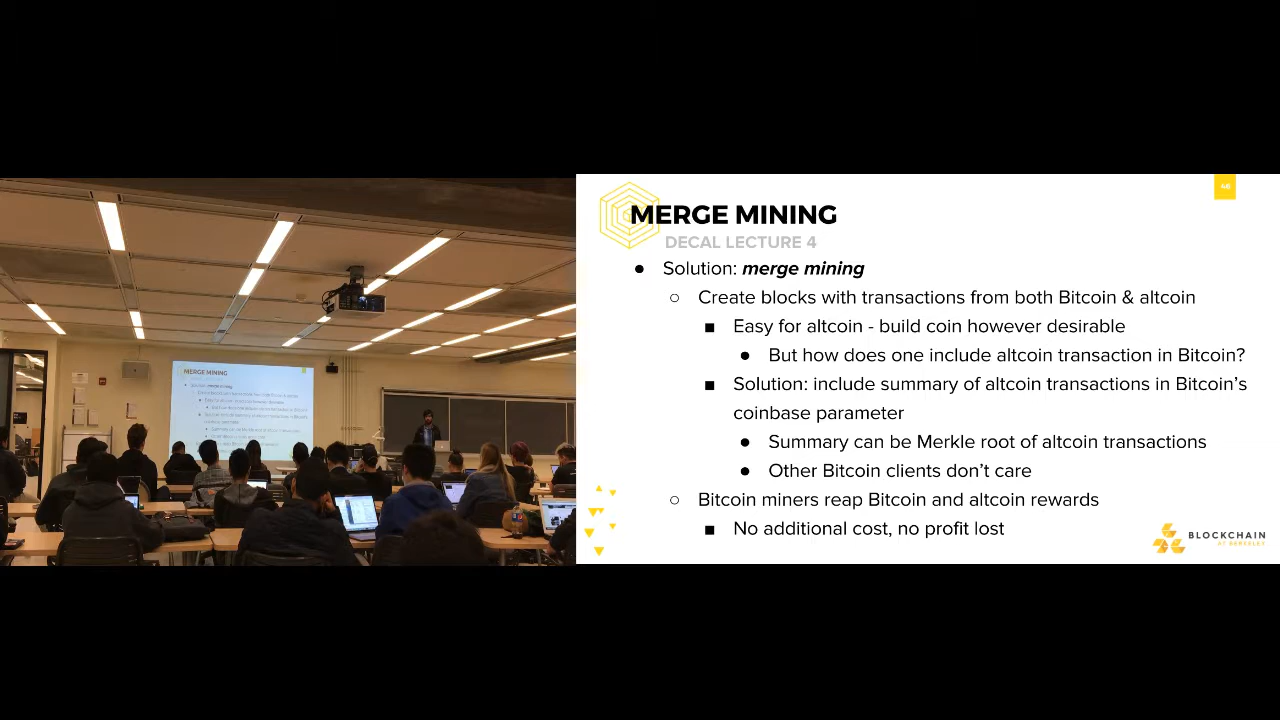 46
MERGE MINING
DECAL LECTURE 4
● Solution: merge mining
○ Create blocks with transactions from both Bitcoin & altcoin
■ Easy for altcoin - build coin however desirable
● But how does one include altcoin transaction in Bitcoin?
■ Solution: include summary of altcoin transactions in Bitcoin's
coinbase parameter
● Summary can be Merkle root of altcoin transactions
● Other Bitcoin clients don't care
○ Bitcoin miners reap Bitcoin and altcoin rewards
■ No additional cost, no profit lost
BLOCKCHAIN
AT BERKELEY
MERGE MINING